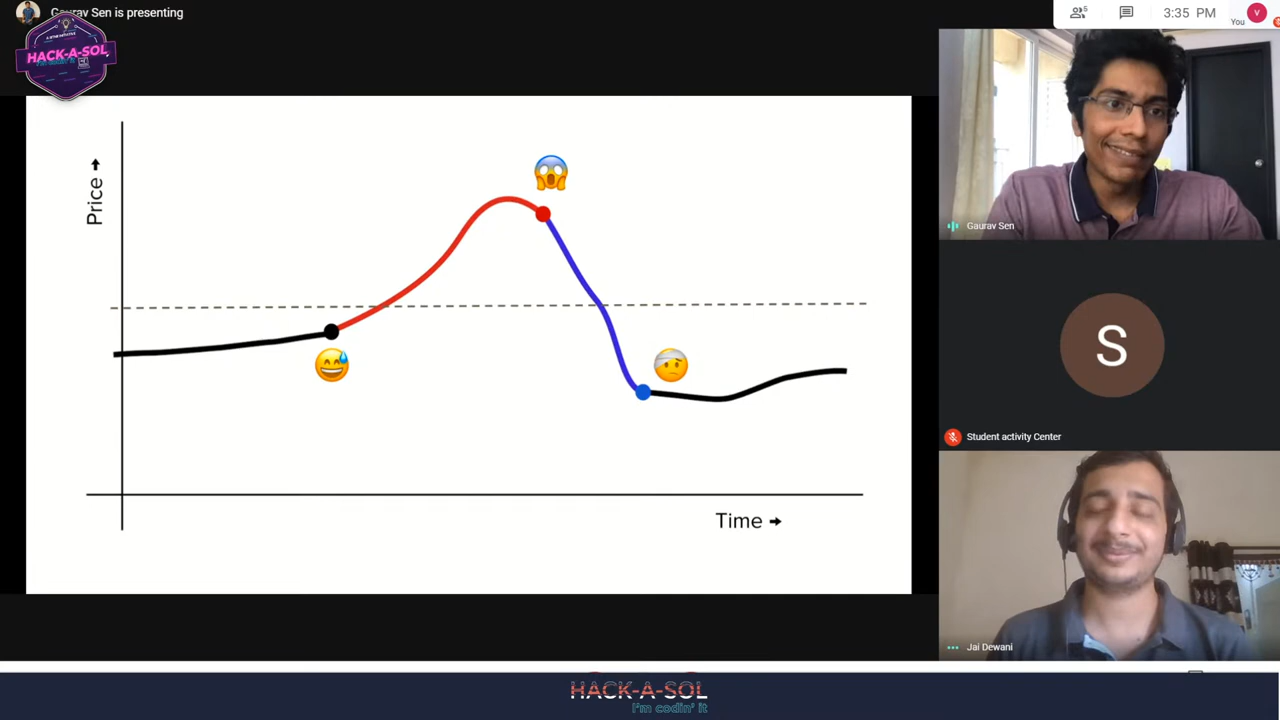 Gaurav Sen is presenting
5
3:35 PM
V
You
HACK-A-SOL
Price
Time
Gaurav Sen
S
Student activity Center
Jai Dewani
HACK-A-SOL
I'm codin' it